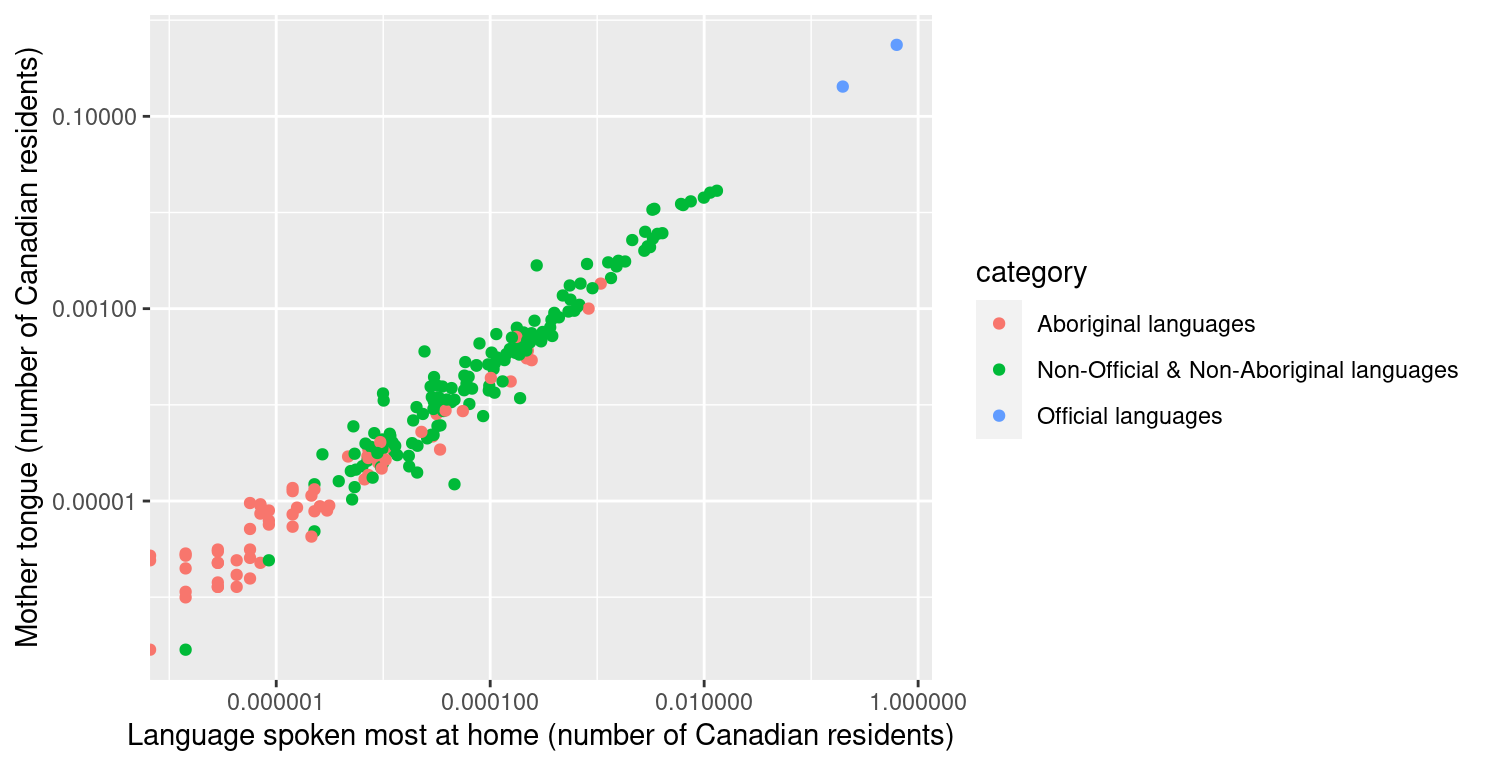 Mother tongue (number of Canadian residents)
0.10000
0.00100
0.00001
0.000001
0.000100
0.010000
1.000000
Language spoken most at home (number of Canadian residents)
category
Aboriginal languages
Non-Official & Non-Aboriginal languages
Official languages